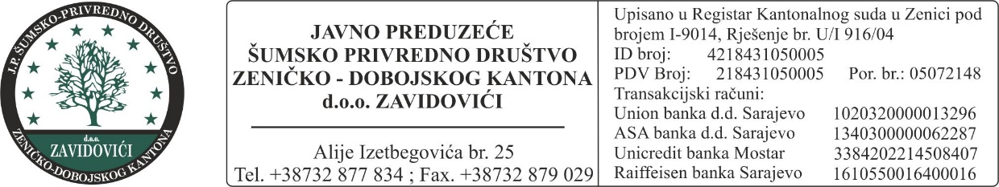 J.P. ŠUMSKO-PRIVREDNO DRUŠTVO
d.o.o.
ZAVIDOVIĆI
ZENIČKO-DOBOJSKOG KANTONA
JAVNO PREDUZEĆE
ŠUMSKO PRIVREDNO DRUŠTVO
ZENIČKO - DOBOJSKOG KANTONA
d.o.o. ZAVIDOVIĆI
Alije Izetbegovića br. 25
Tel. +38732 877 834 ; Fax. +38732 879 029
Upisano u Registar Kantonalnog suda u Zenici pod
brojem I-9014, Rješenje br. U/I 916/04
ID broj: 4218431050005
PDV Broj: 218431050005 Por. br.: 05072148
Transakcijski računi:
Union banka d.d. Sarajevo 1020320000013296
ASA banka d.d. Sarajevo 1340300000062287
Unicredit banka Mostar 3384202214508407
Raiffeisen banka Sarajevo 1610550016400016